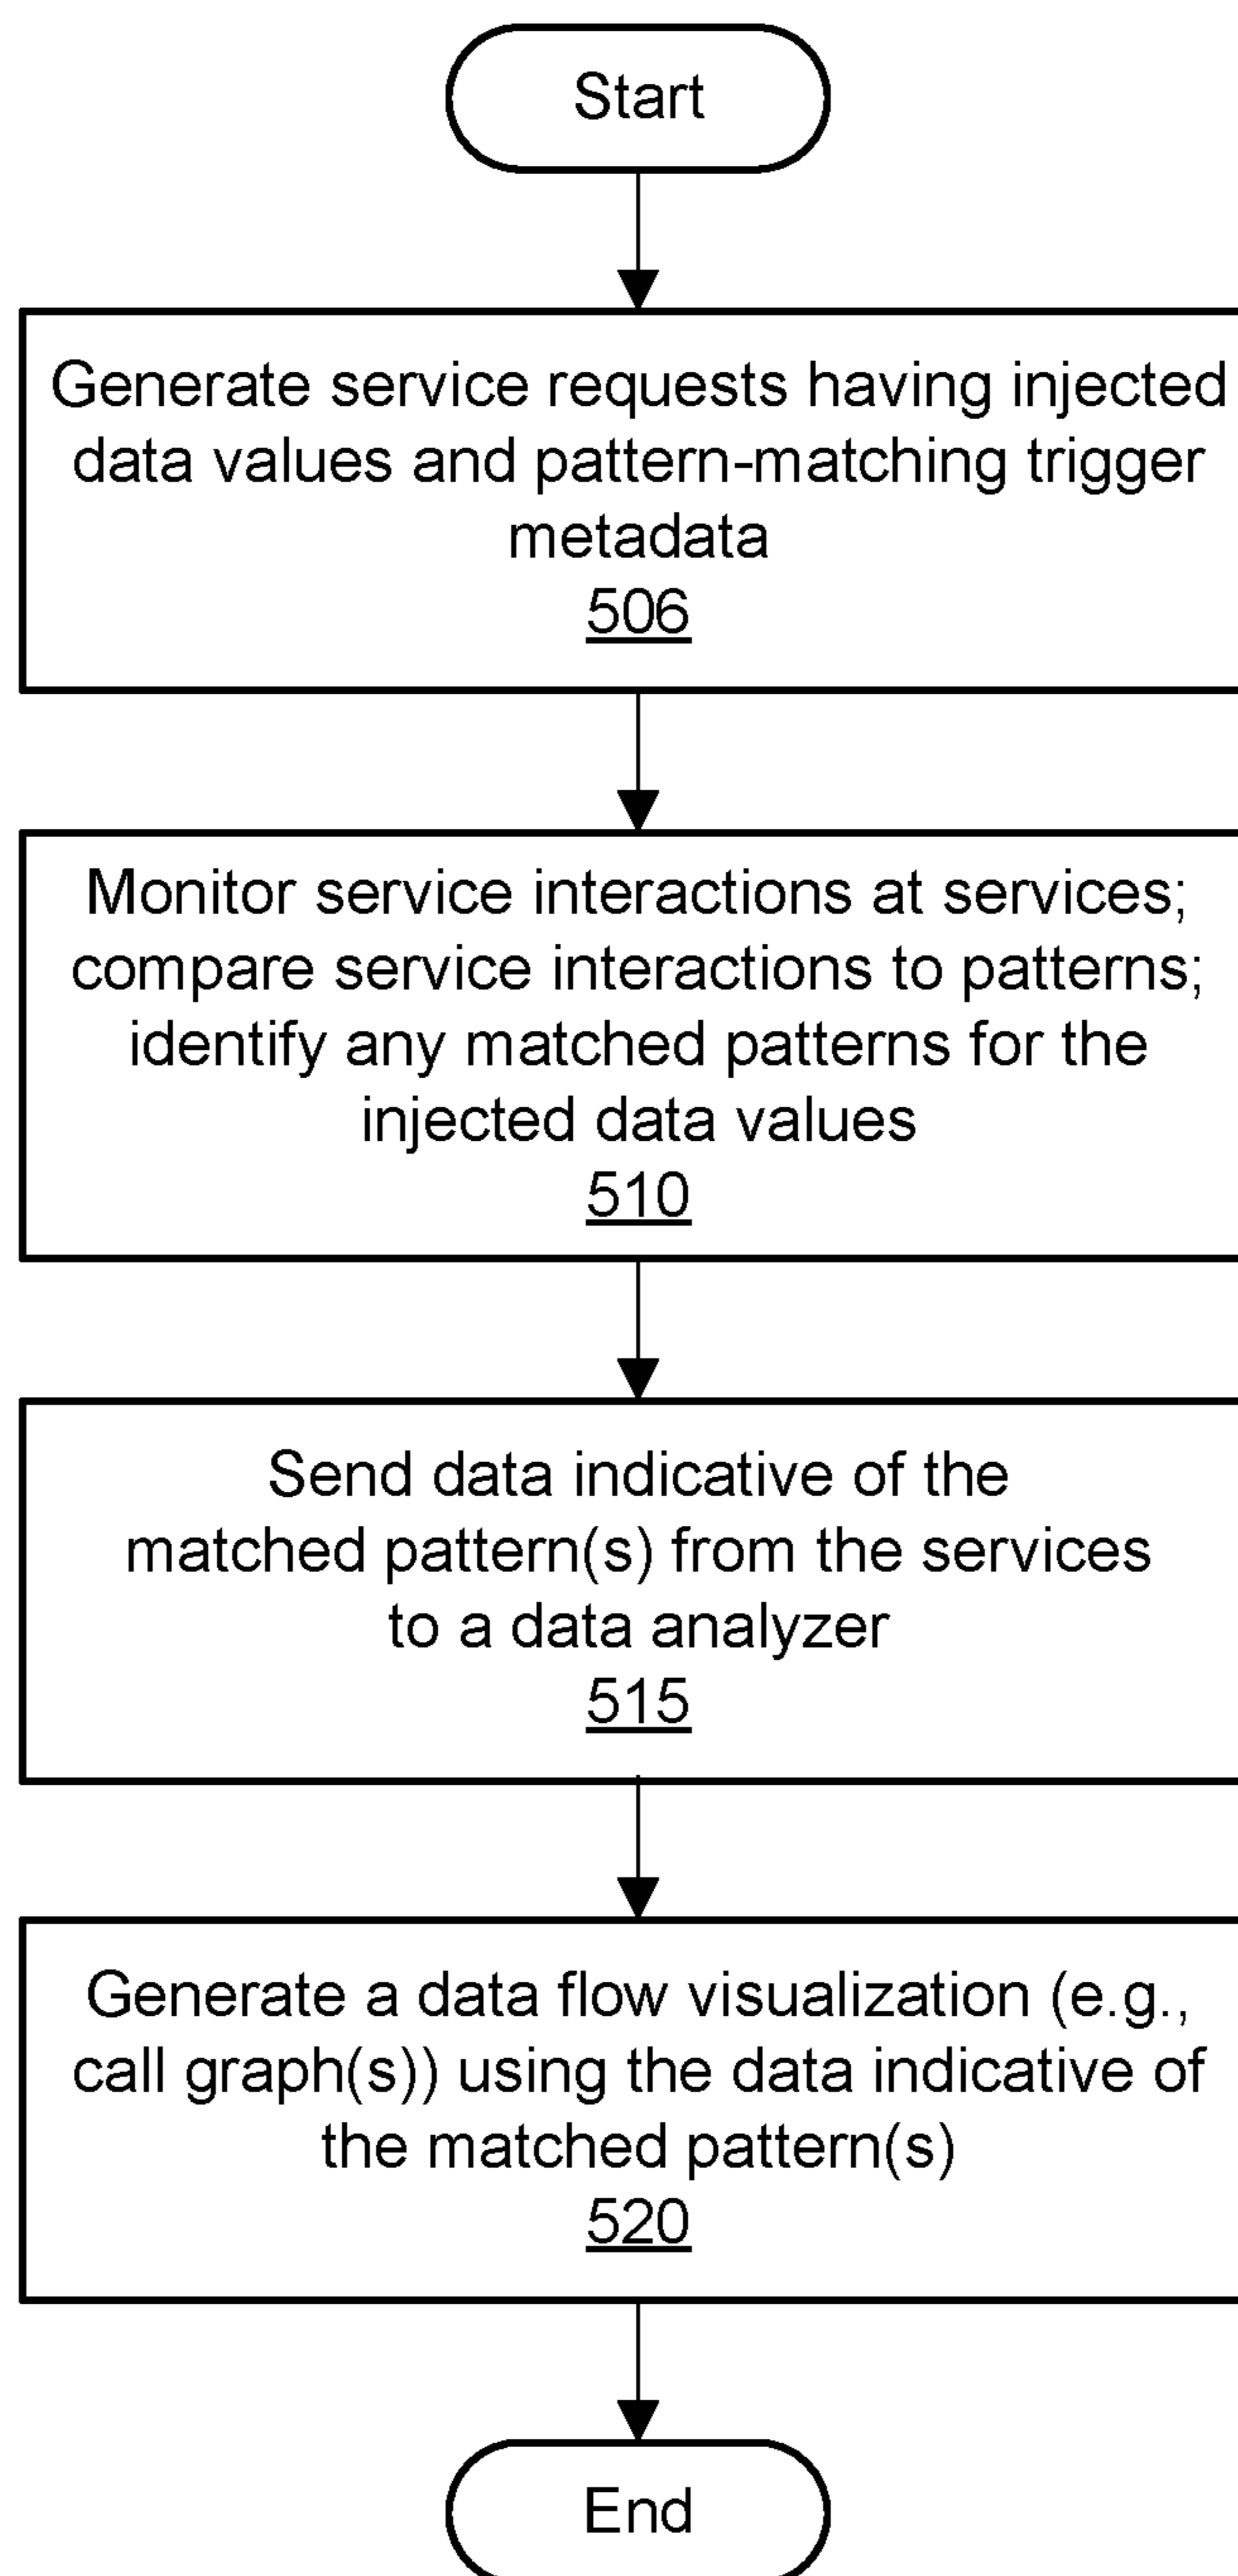 Start
Generate service requests having injected
data values and pattern-matching trigger
metadata
506
Monitor service interactions at services;
compare service interactions to patterns;
identify any matched patterns for the
injected data values
510
Send data indicative of the
matched pattern(s) from the services
to a data analyzer
515
Generate a data flow visualization (e.g.,
call graph(s)) using the data indicative of
the matched pattern(s)
520
End